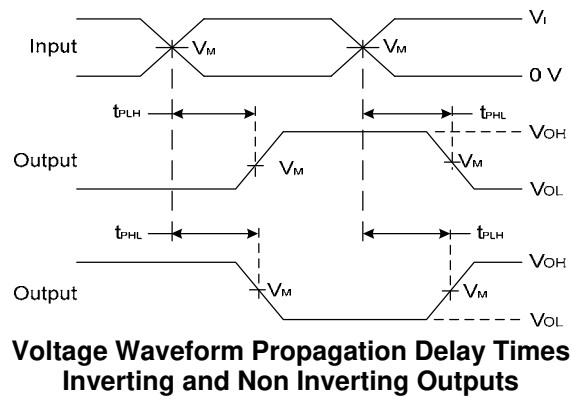 Input VM VM VI
0 V
tPLH tPHL
Output VM VM VOH
VOL
tPHL tPLH
Output VM VM VOH
VOL
Voltage Waveform Propagation Delay Times
Inverting and Non Inverting Outputs